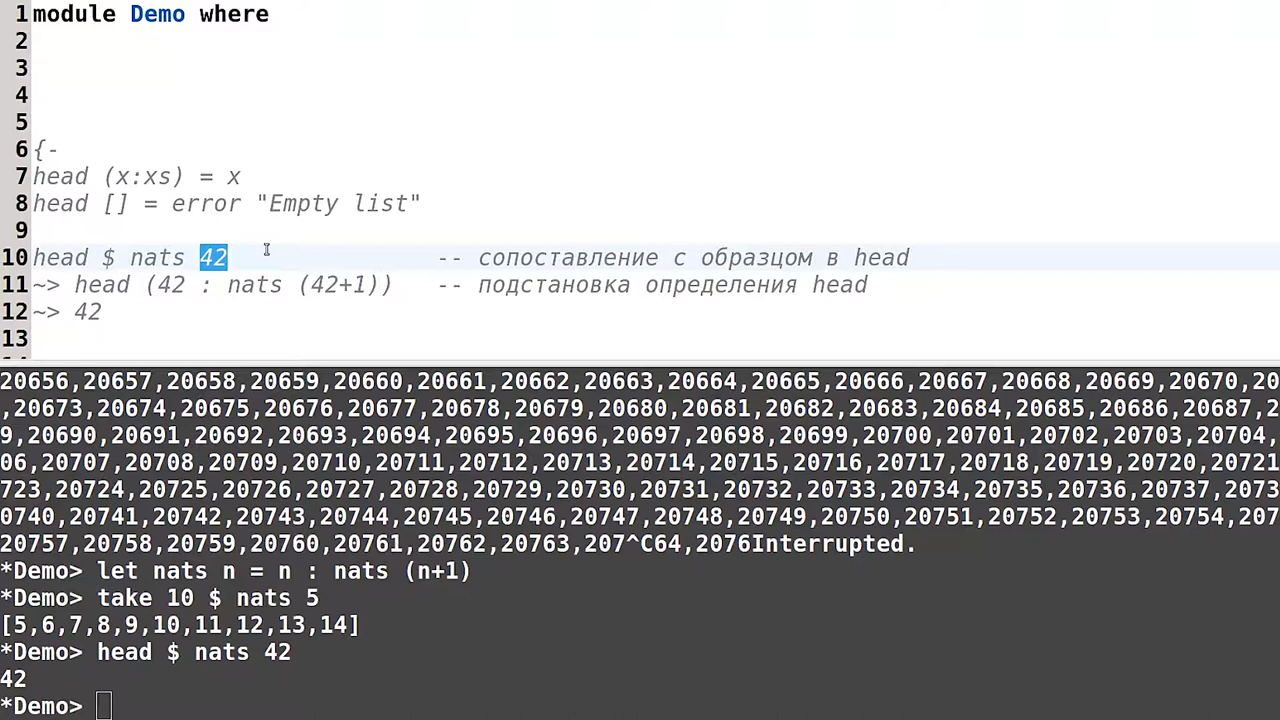 1 module Demo where
2
3
4
5
6 {-
7 head (x:xs) = x
8 head [] = error "Empty list"
9
10 head $ nats 42 -- сопоставление с образцом в head
11 ~> head (42 : nats (42+1)) -- подстановка определения head
12 ~> 42
13
20656,20657,20658,20659,20660,20661,20662,20663,20664,20665,20666,20667,20668,20669,20670,20
,20673,20674,20675,20676,20677,20678,20679,20680,20681,20682,20683,20684,20685,20686,20687,2
9,20690,20691,20692,20693,20694,20695,20696,20697,20698,20699,20700,20701,20702,20703,20704,
06,20707,20708,20709,20710,20711,20712,20713,20714,20715,20716,20717,20718,20719,20720,20721
723,20724,20725,20726,20727,20728,20729,20730,20731,20732,20733,20734,20735,20736,20737,2073
0740,20741,20742,20743,20744,20745,20746,20747,20748,20749,20750,20751,20752,20753,20754,207
20757,20758,20759,20760,20761,20762,20763,207^C64,2076Interrupted.
*Demo> let nats n = n : nats (n+1)
*Demo> take 10 $ nats 5
[5,6,7,8,9,10,11,12,13,14]
*Demo> head $ nats 42
42
*Demo>